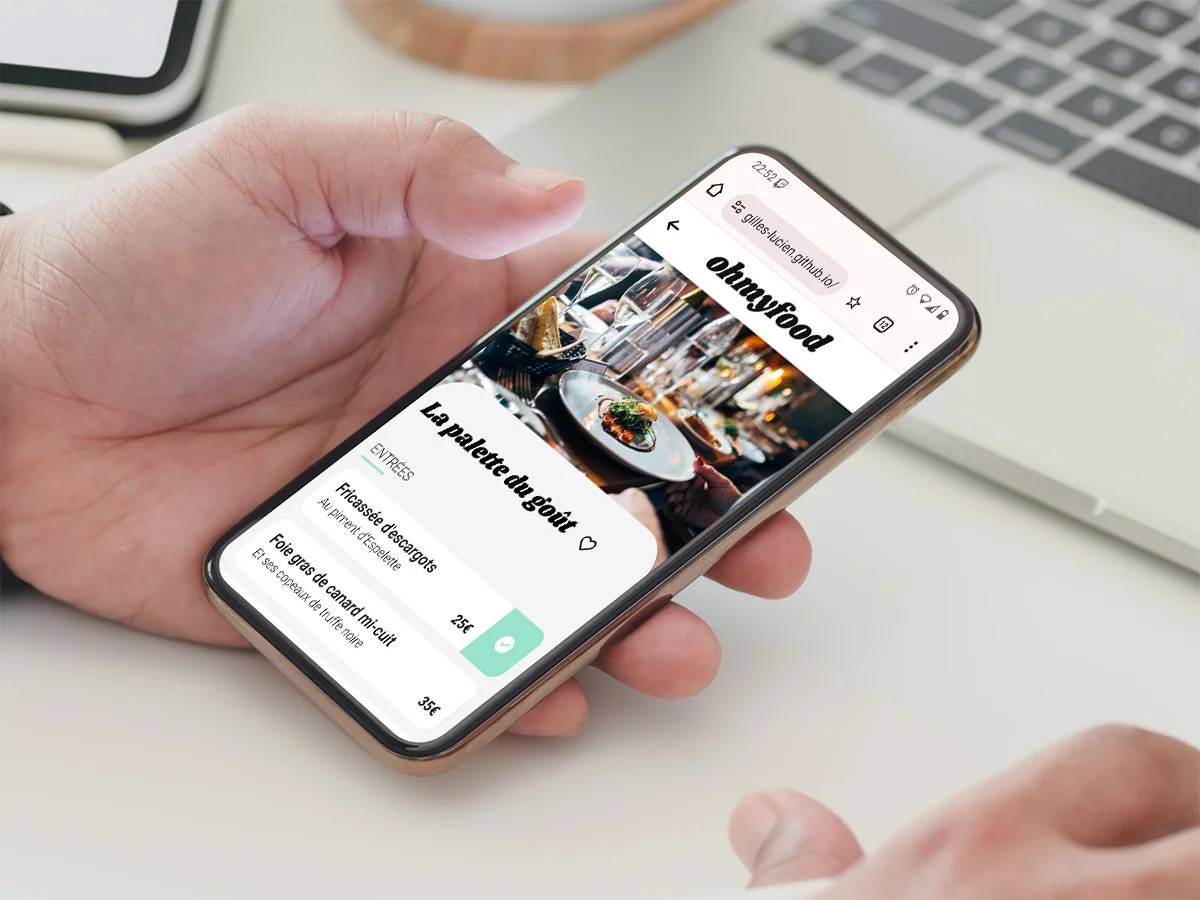 22:52
gilles-lucien.github.io/
12
ohmyfood
La palette du goût
ENTRÉES
Fricassée d'escargots
Au piment d'Espelette
25€
Foie gras de canard mi-cuit
Et ses copeaux de truffe noire
35€